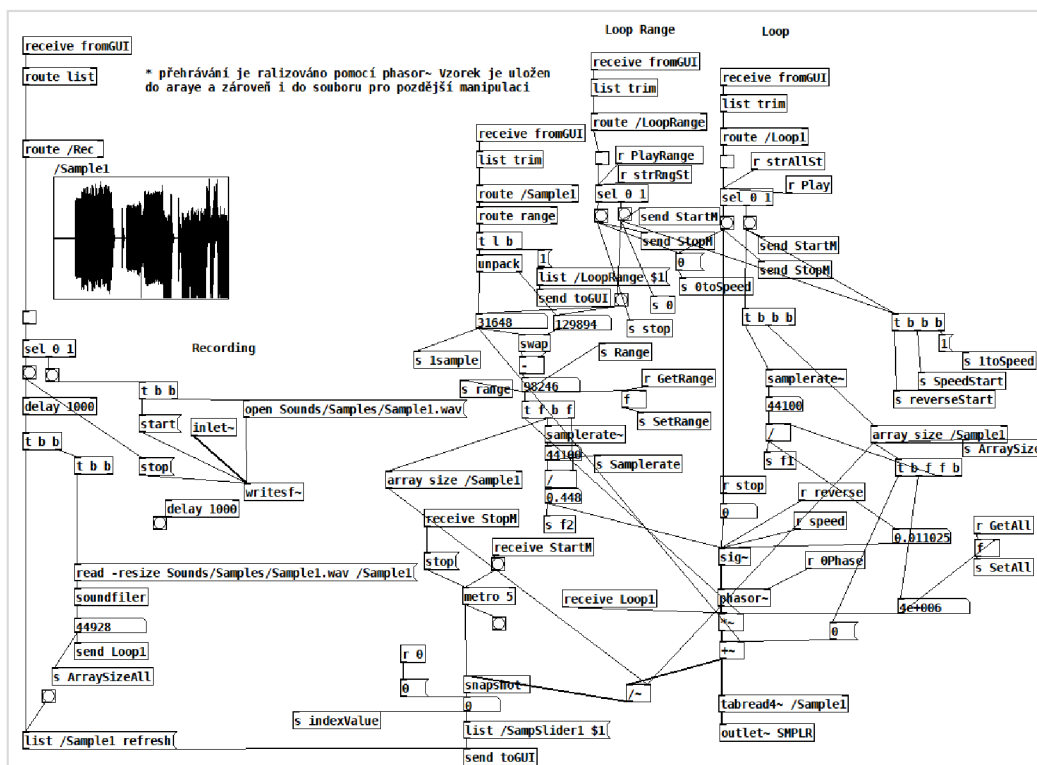 Loop Range
Loop
receive fromGUI
route list
* přehrávání je ralizováno pomocí phasor~ Vzorek je uložen
do araye a zároveň i do souboru pro pozdější manipulaci
route /Rec
/Sample1
sel 0 1
Recording
delay 1000
t b b
start
open Sounds/Samples/Sample1.wav
inlet~
t b b
t b b
stop
writesf~
delay 1000
read -resize Sounds/Samples/Sample1.wav /Sample1
soundfiler
44928
send Loop1
s ArraySizeAll
list /Sample1 refresh
receive fromGUI
list trim
route /Sample1
route range
t l b
unpack
1
list /LoopRange $1
send toGUI
31648
129894
swap
-
s 1sample
s range
98246
s Range
t f b f
samplerate~
44100
s Samplerate
/
0.448
s f2
array size /Sample1
receive StopM
receive StartM
stop
metro 5
r 0
0
snapshot~
0
s indexValue
list /SampSlider1 $1
send toGUI
receive fromGUI
list trim
route /LoopRange
r PlayRange
r strRngSt
sel 0 1
send StartM
send StopM
0
s 0toSpeed
s 0
s stop
r GetRange
f
s SetRange
receive fromGUI
list trim
route /Loop1
r strAllSt
r Play
sel 0 1
send StartM
send StopM
t b b b
t b b b
1
s 1toSpeed
s SpeedStart
s reverseStart
samplerate~
44100
/
s f1
array size /Sample1
s ArraySize
t b f f b
r stop
0
r reverse
r speed
0.011025
r GetAll
f
s SetAll
sig~
r 0Phase
receive Loop1
phasor~
4e+006
*~
0
+~
/~
tabread4~ /Sample1
outlet~ SMPLR